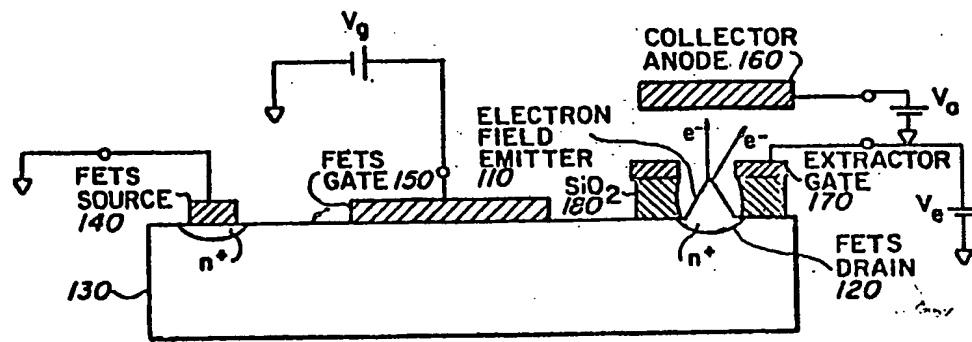 Vg
COLLECTOR
ANODE 160
Va
ELECTRON
FIELD
EMITTER
110
e-
e-
FETS
GATE 150
SiO2
180
EXTRACTOR
GATE
170
Ve
FETS
SOURCE
140
n+
n+
FETS
DRAIN
120
130